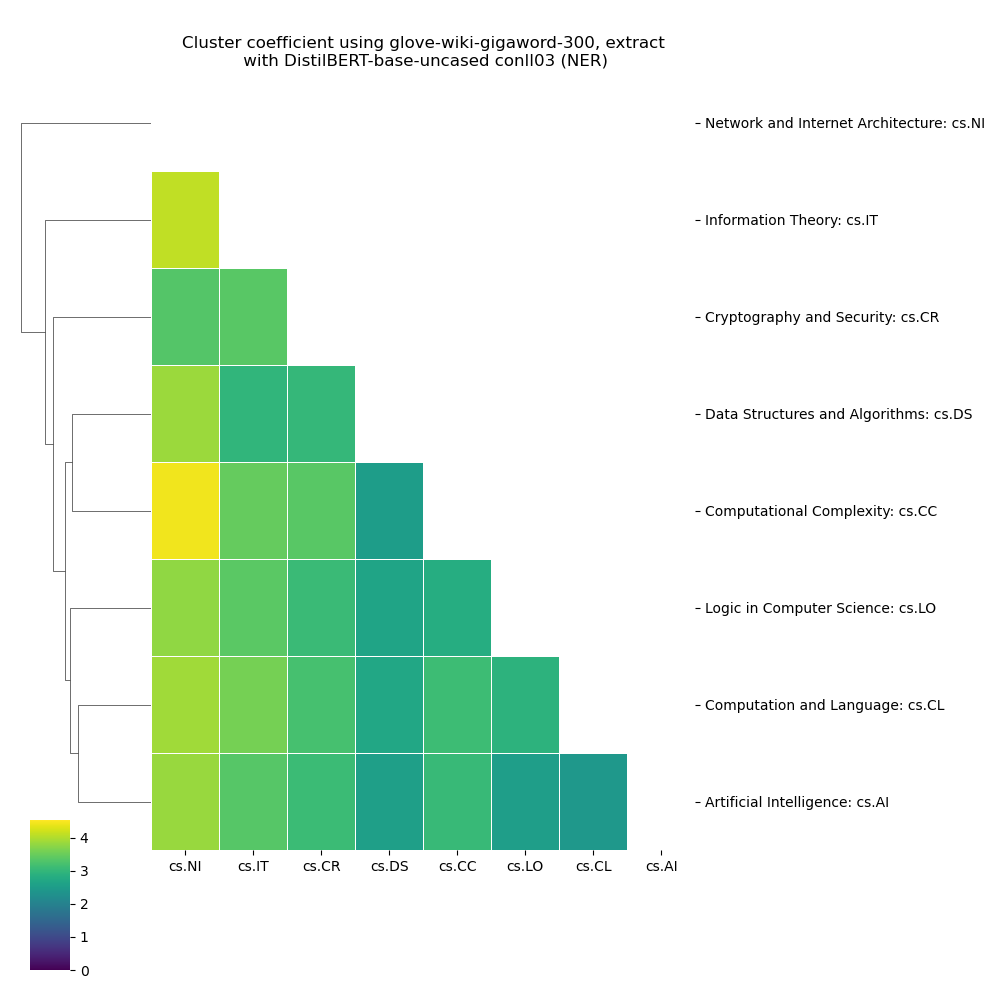 Cluster coefficient using glove-wiki-gigaword-300, extract
with DistilBERT-base-uncased conll03 (NER)
Network and Internet Architecture: cs.NI
Information Theory: cs.IT
Cryptography and Security: cs.CR
Data Structures and Algorithms: cs.DS
Computational Complexity: cs.CC
Logic in Computer Science: cs.LO
Computation and Language: cs.CL
Artificial Intelligence: cs.AI
4
3
2
1
0
cs.NI cs.IT cs.CR cs.DS cs.CC cs.LO cs.CL cs.AI